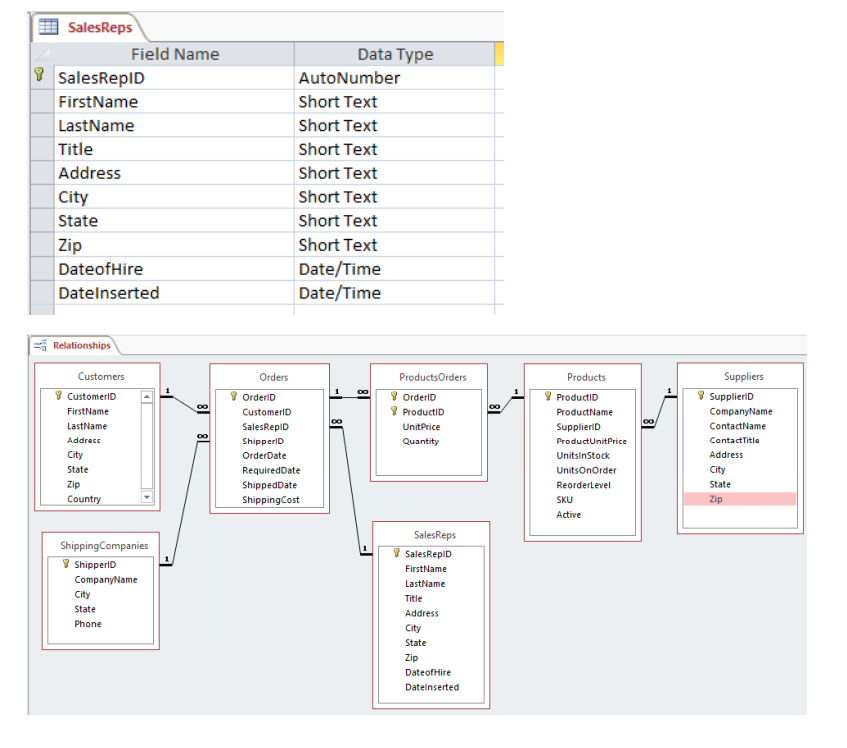 SalesReps
Field Name Data Type
SalesRepID AutoNumber
FirstName Short Text
LastName Short Text
Title Short Text
Address Short Text
City Short Text
State Short Text
Zip Short Text
DateofHire Date/Time
DateInserted Date/Time
Relationships
Customers
CustomerID
FirstName
LastName
Address
City
State
Zip
Country
1
∞
Orders
OrderID
CustomerID
SalesRepID
ShipperID
OrderDate
RequiredDate
ShippedDate
ShippingCost
∞
1
∞
∞
ProductsOrders
OrderID
ProductID
UnitPrice
Quantity
∞
1
Products
ProductID
ProductName
SupplierID
ProductUnitPrice
UnitsInStock
UnitsOnOrder
ReorderLevel
SKU
Active
∞
1
Suppliers
SupplierID
CompanyName
ContactName
ContactTitle
Address
City
State
Zip
ShippingCompanies
ShipperID
CompanyName
City
State
Phone
1
SalesReps
SalesRepID
FirstName
LastName
Title
Address
City
State
Zip
DateofHire
DateInserted
1